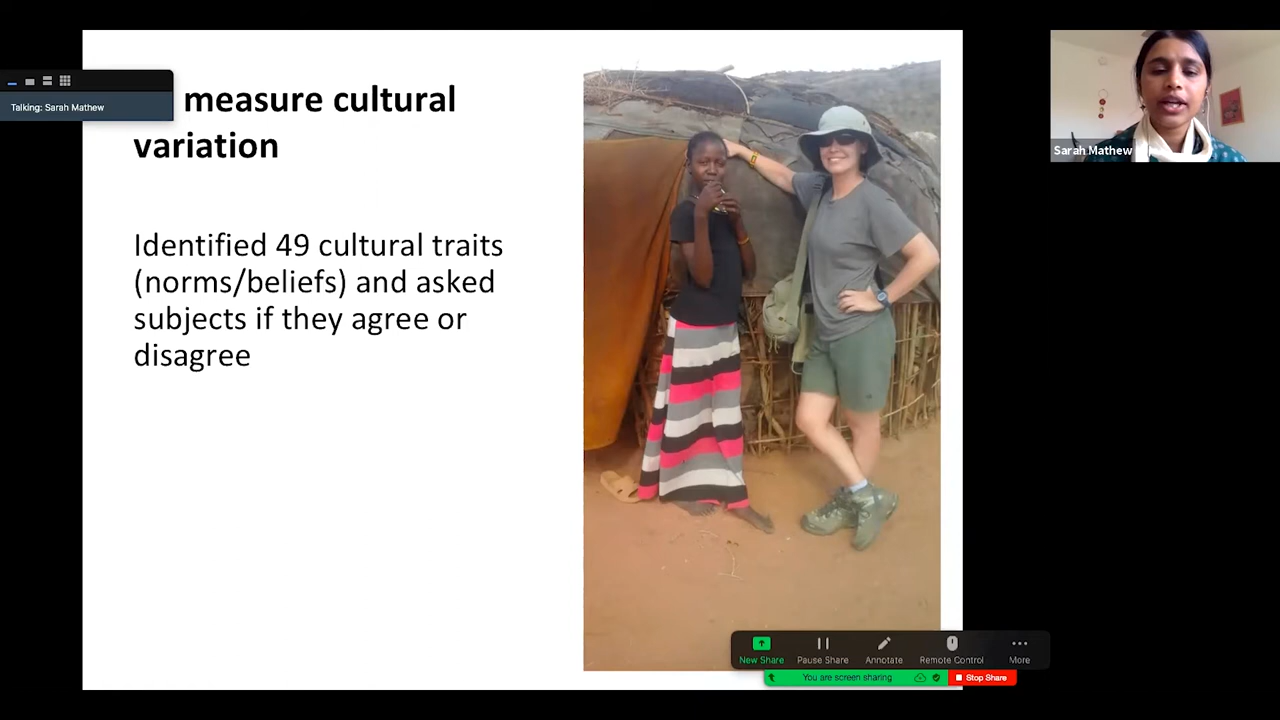 measure cultural
variation
Talking: Sarah Mathew
Identified 49 cultural traits
(norms/beliefs) and asked
subjects if they agree or
disagree
Sarah Mathew
New Share
Pause Share
Annotate
Remote Control
More
You are screen sharing
Stop Share